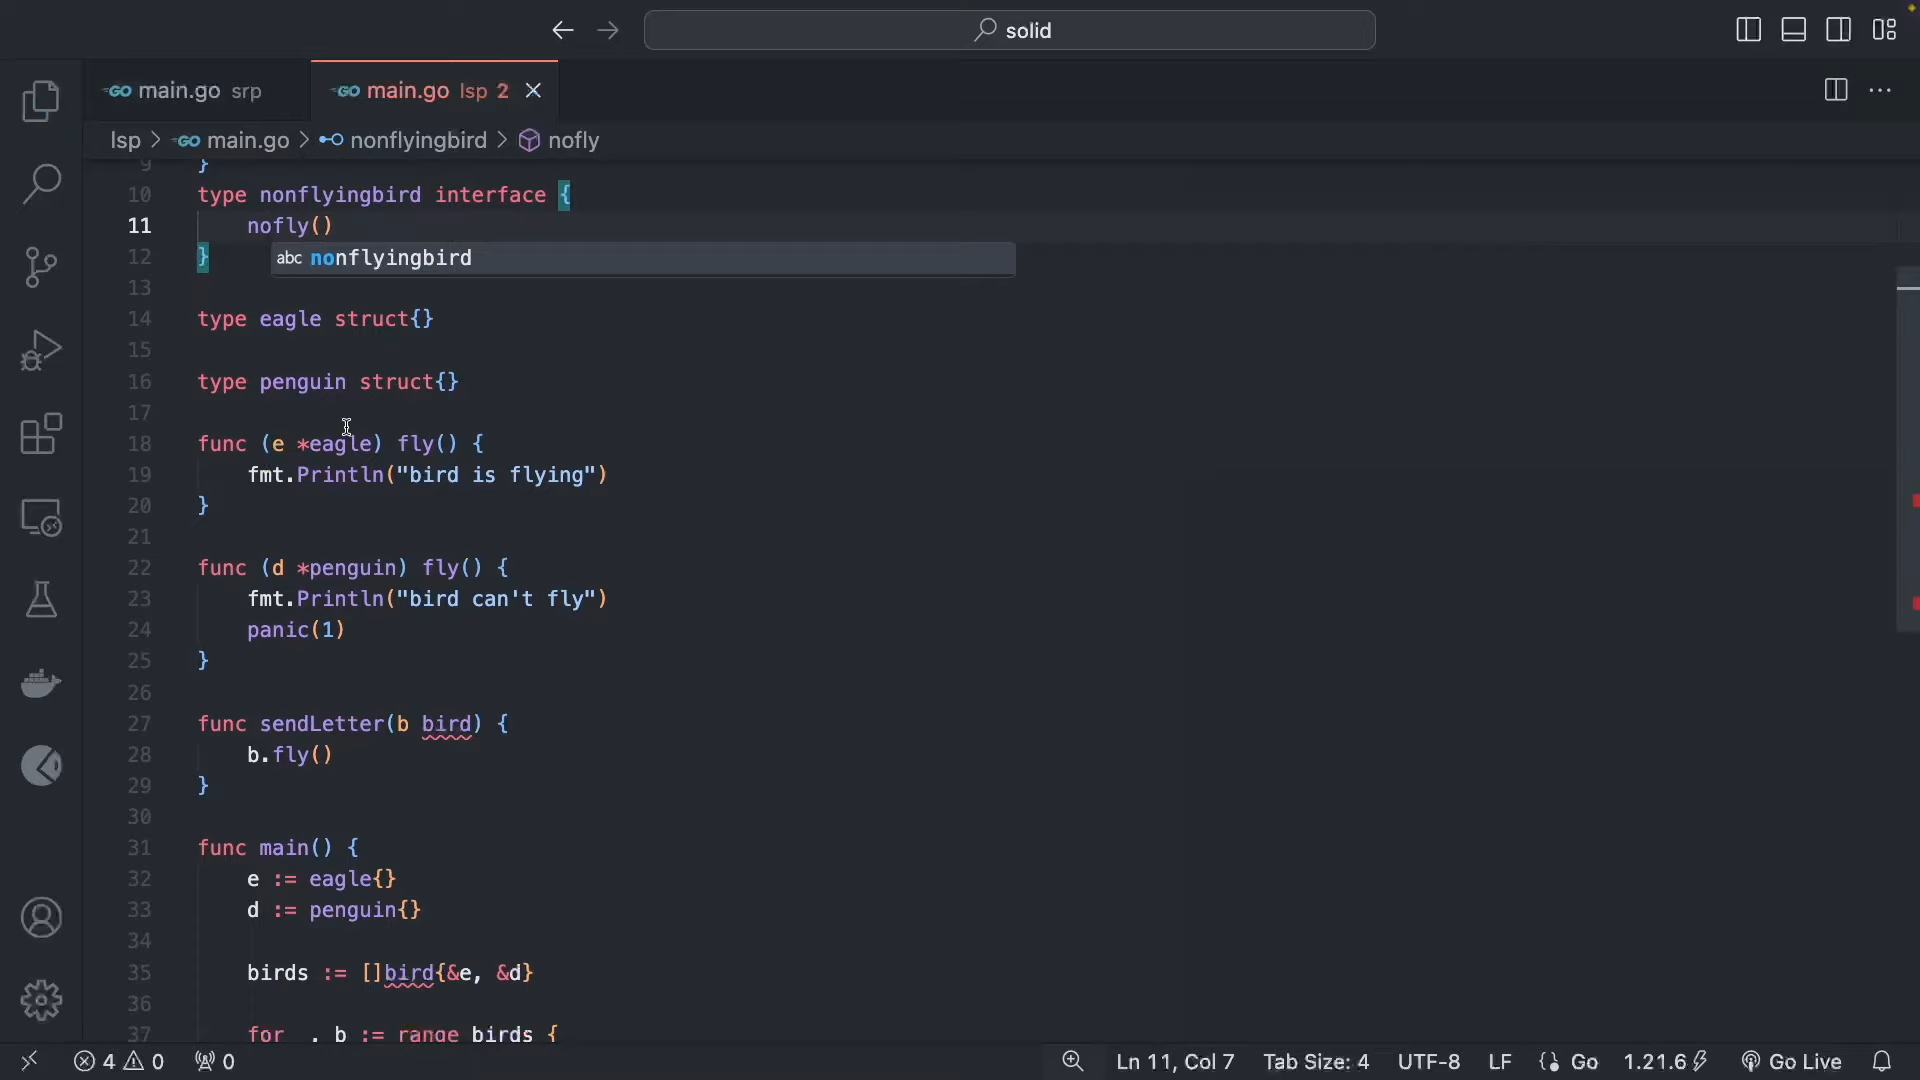 solid
GO main.go srp
GO main.go lsp 2
lsp > GO main.go > nonflyingbird > nofly
9 }
10 type nonflyingbird interface {
11 nofly()
12 }
abc nonflyingbird
13
14 type eagle struct{}
15
16 type penguin struct{}
17
18 func (e *eagle) fly() {
19 fmt.Println("bird is flying")
20 }
21
22 func (d *penguin) fly() {
23 fmt.Println("bird can't fly")
24 panic(1)
25 }
26
27 func sendLetter(b bird) {
28 b.fly()
29 }
30
31 func main() {
32 e := eagle{}
33 d := penguin{}
34
35 birds := []bird{&e, &d}
36
37 for _, b := range birds {
4 0 0 Ln 11, Col 7 Tab Size: 4 UTF-8 LF {} Go 1.21.6 Go Live